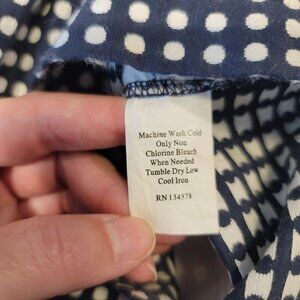 Machine Wash Cold
Only Non
Chlorine Bleach
When Needed
Tumble Dry Low
Cool Iron
RN 134578